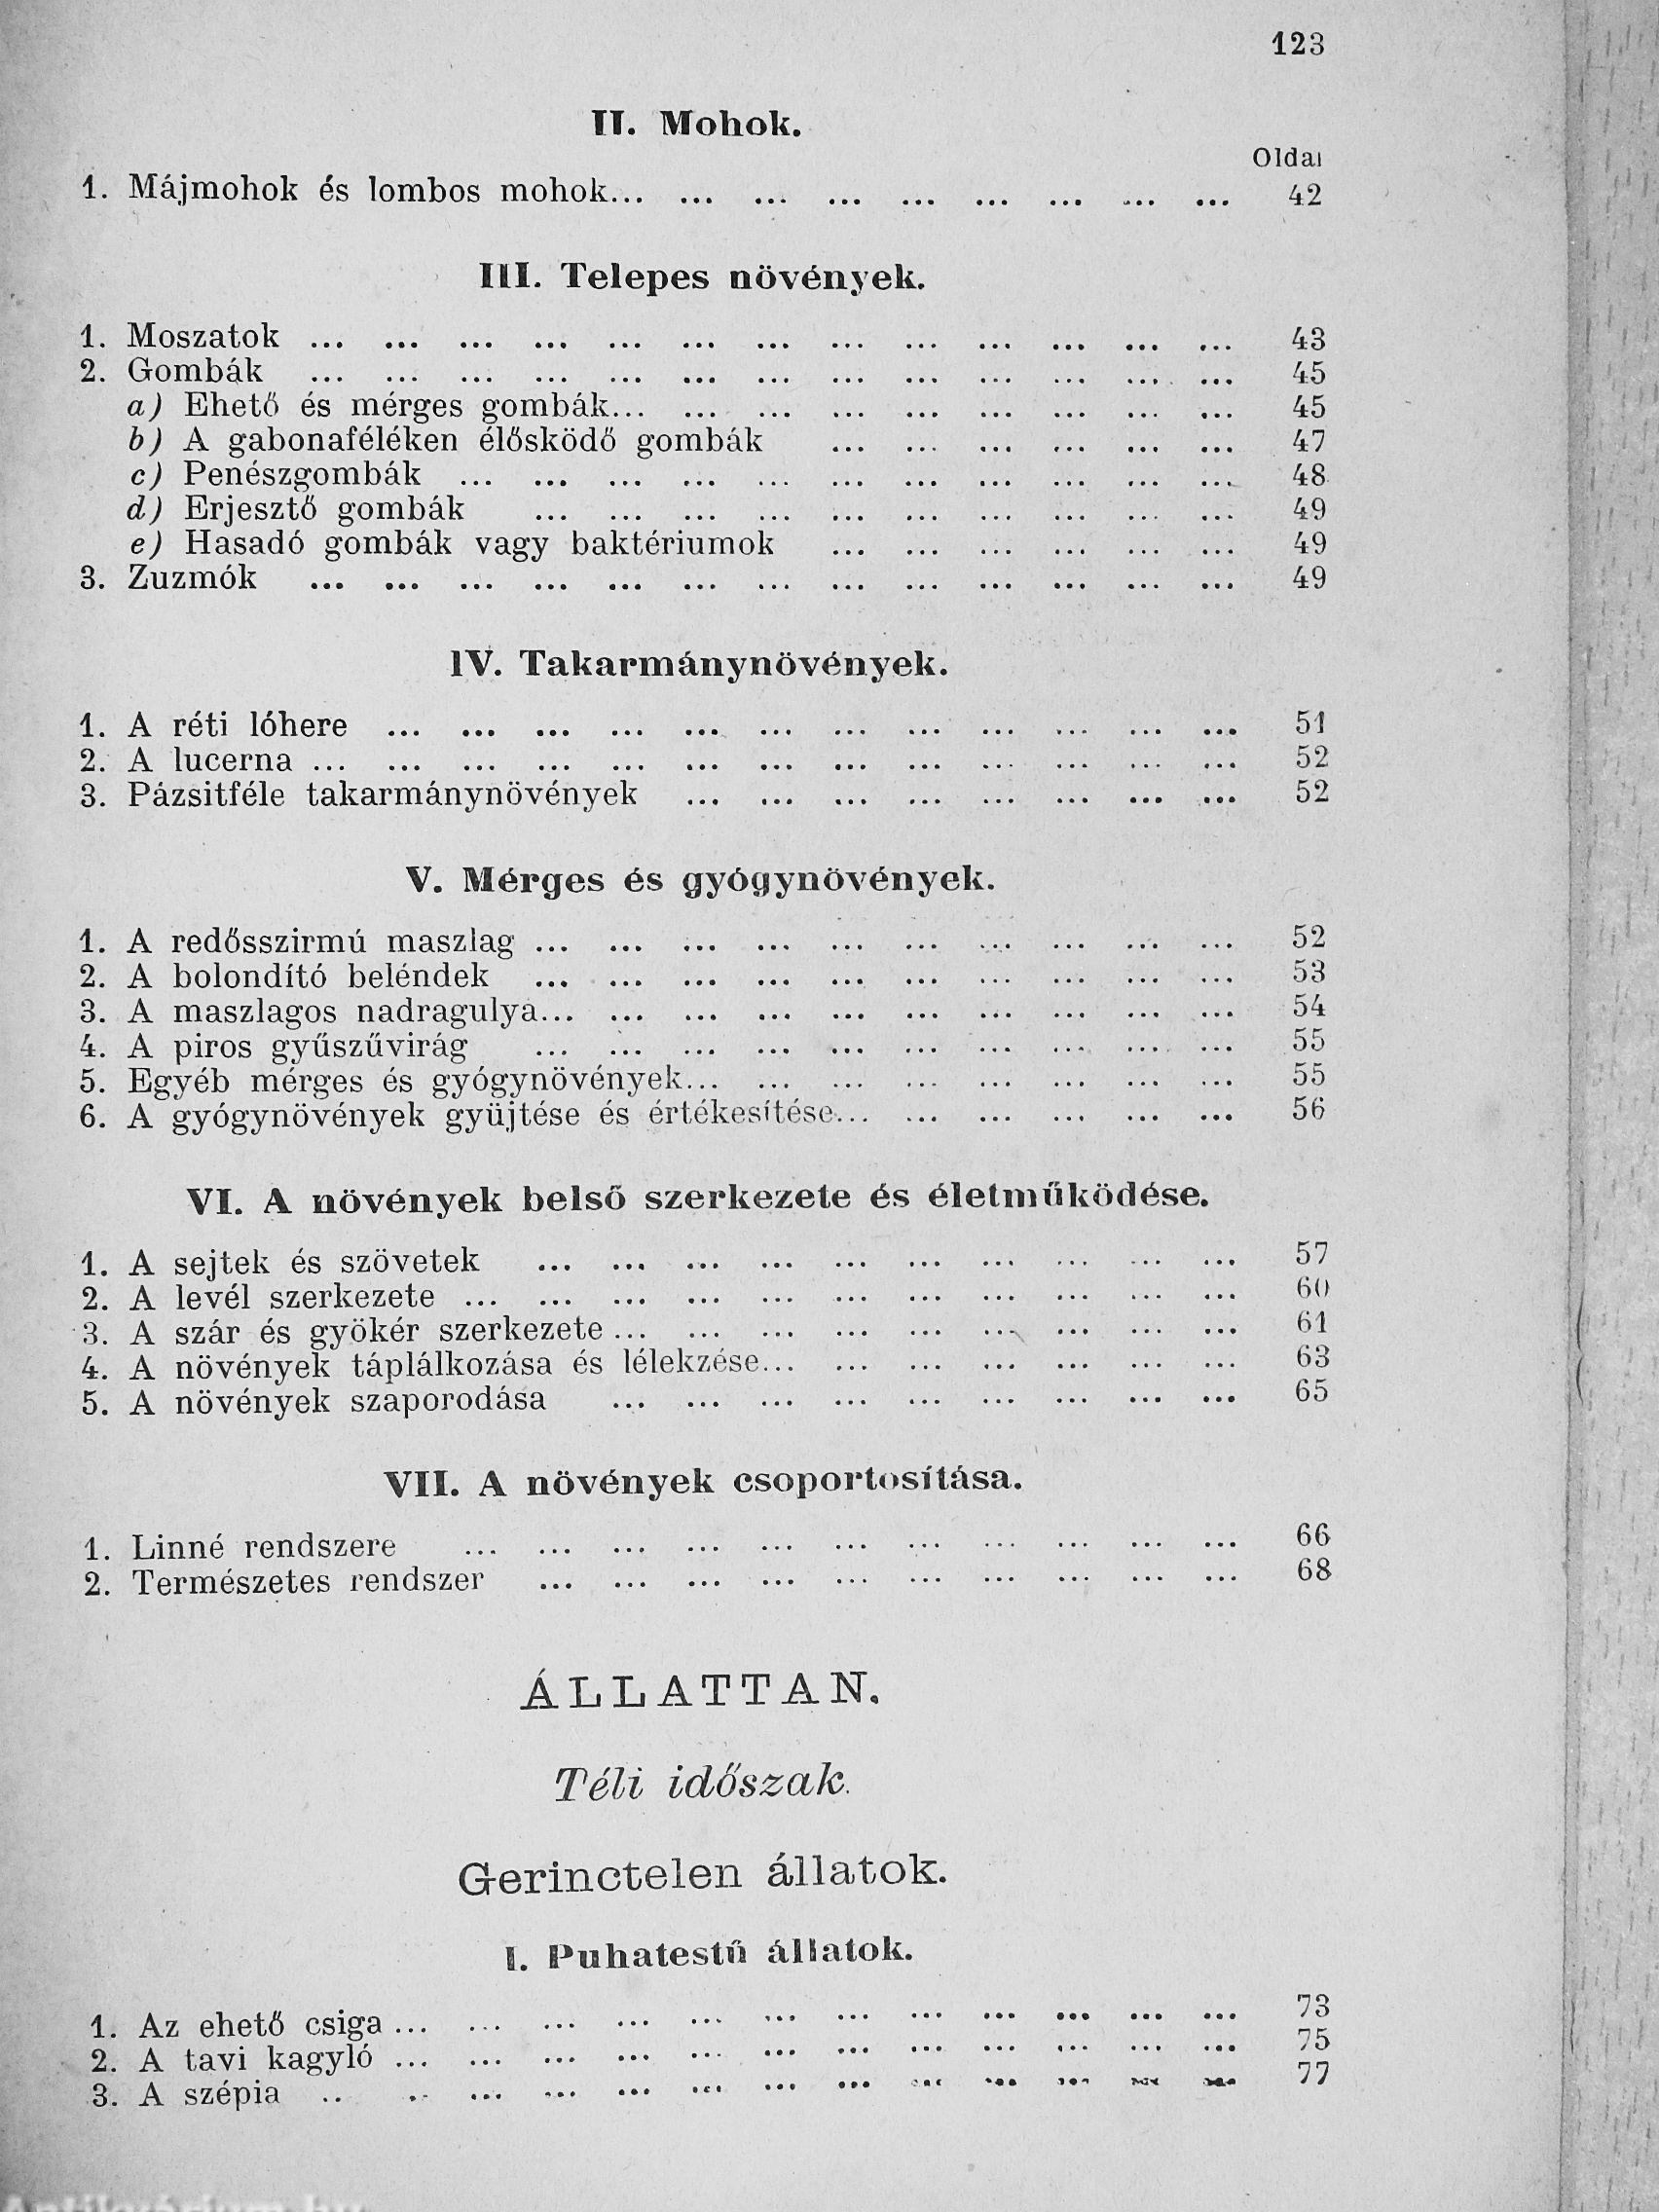 123
II. Mohok.
Oldal
1. Májmohok és lombos mohok... ... ... ... ... ... ... ... ... 42
III. Telepes növények.
1. Moszatok ... ... ... ... ... ... ... ... ... ... ... ... ... 43
2. Gombák ... ... ... ... ... ... ... ... ... ... ... ... ... 45
a) Ehető és mérges gombák... ... ... ... ... ... ... ... ... 45
b) A gabonaféléken élősködő gombák ... ... ... ... ... ... 47
c) Penészgombák ... ... ... ... ... ... ... ... ... ... ... 48
d) Erjesztő gombák ... ... ... ... ... ... ... ... ... ... 49
e) Hasadó gombák vagy baktériumok ... ... ... ... ... ... 49
3. Zuzmók ... ... ... ... ... ... ... ... ... ... ... ... ... 49
IV. Takarmánynövények.
1. A réti lóhere ... ... ... ... ... ... ... ... ... ... ... ... 51
2. A lucerna ... ... ... ... ... ... ... ... ... ... ... ... ... 52
3. Pázsitféle takarmánynövények ... ... ... ... ... ... ... ... 52
V. Mérges és gyógynövények.
1. A redősszirmú maszlag ... ... ... ... ... ... ... ... ... ... 52
2. A bolondító beléndek ... ... ... ... ... ... ... ... ... ... 53
3. A maszlagos nadragulya... ... ... ... ... ... ... ... ... ... 54
4. A piros gyűszűvirág ... ... ... ... ... ... ... ... ... ... 55
5. Egyéb mérges és gyógynövények... ... ... ... ... ... ... ... 55
6. A gyógynövények gyüjtése és értékesítése... ... ... ... ... ... 56
VI. A növények belső szerkezete és életműködése.
1. A sejtek és szövetek ... ... ... ... ... ... ... ... ... ... 57
2. A levél szerkezete ... ... ... ... ... ... ... ... ... ... ... 60
3. A szár és gyökér szerkezete ... ... ... ... ... ... ... ... ... 61
4. A növények táplálkozása és lélekzése... ... ... ... ... ... ... 63
5. A növények szaporodása ... ... ... ... ... ... ... ... ... 65
VII. A növények csoportosítása.
1. Linné rendszere ... ... ... ... ... ... ... ... ... ... ... 66
2. Természetes rendszer ... ... ... ... ... ... ... ... ... ... 68
ÁLLATTAN.
Téli időszak.
Gerinctelen állatok.
I. Puhatestű állatok.
1. Az ehető csiga ... ... ... ... ... ... ... ... ... ... ... ... 73
2. A tavi kagyló ... ... ... ... ... ... ... ... ... ... ... ... 75
3. A szépia .. .. ... ... ... ... ... ... ... ... ... ... ... 77